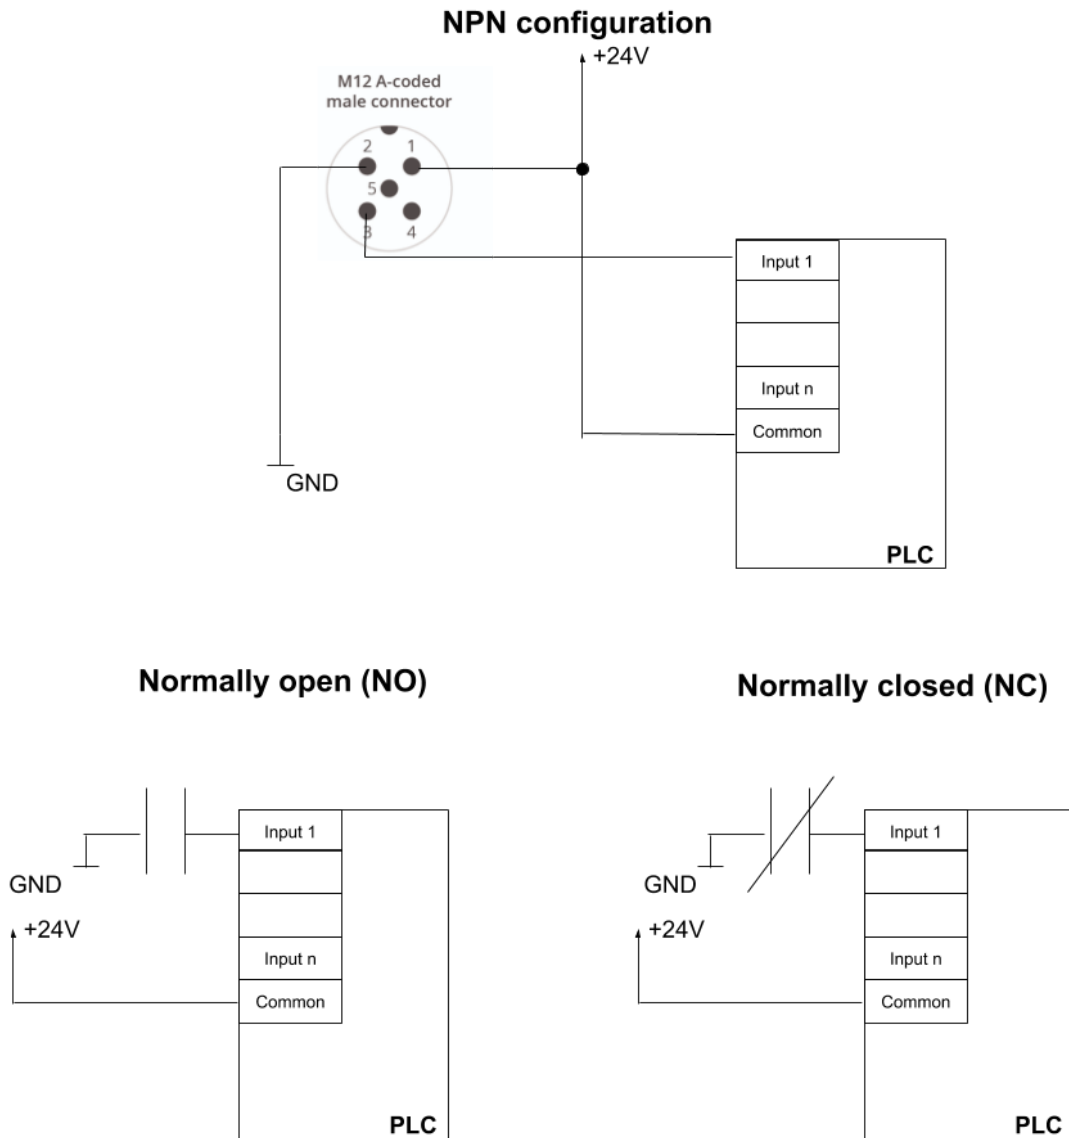 NPN configuration
+24V
M12 A-coded
male connector
2 1
5
3 4
Input 1
Input n
Common
GND
PLC
Normally open (NO)
Normally closed (NC)
Input 1
GND
+24V
Input n
Common
PLC
Input 1
GND
+24V
Input n
Common
PLC